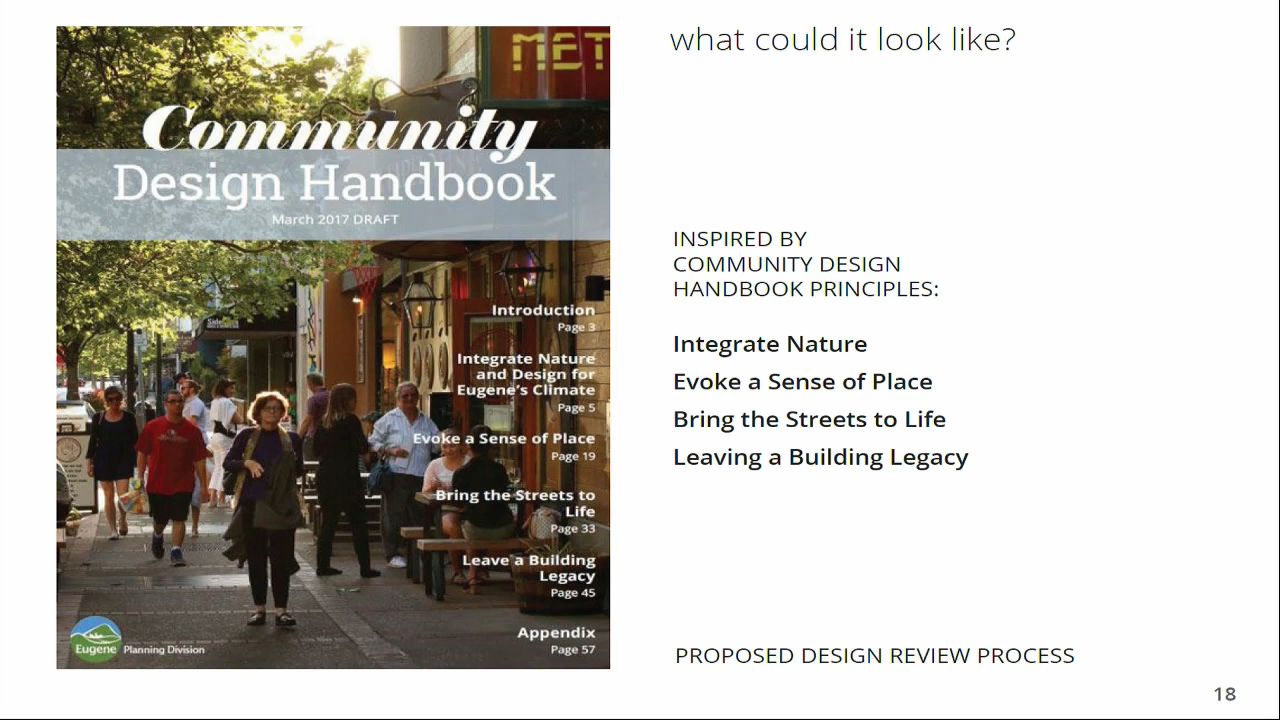 what could it look like?
MET
Community
Design Handbook
March 2017 DRAFT
Introduction
Page 3
Integrate Nature
and Design for
Eugene's Climate
Page 5
Evoke a Sense of Place
Page 19
Bring the Streets to
Life
Page 33
Leave a Building
Legacy
Page 45
Appendix
Page 57
Eugene Planning Division
INSPIRED BY
COMMUNITY DESIGN
HANDBOOK PRINCIPLES:
Integrate Nature
Evoke a Sense of Place
Bring the Streets to Life
Leaving a Building Legacy
PROPOSED DESIGN REVIEW PROCESS
18